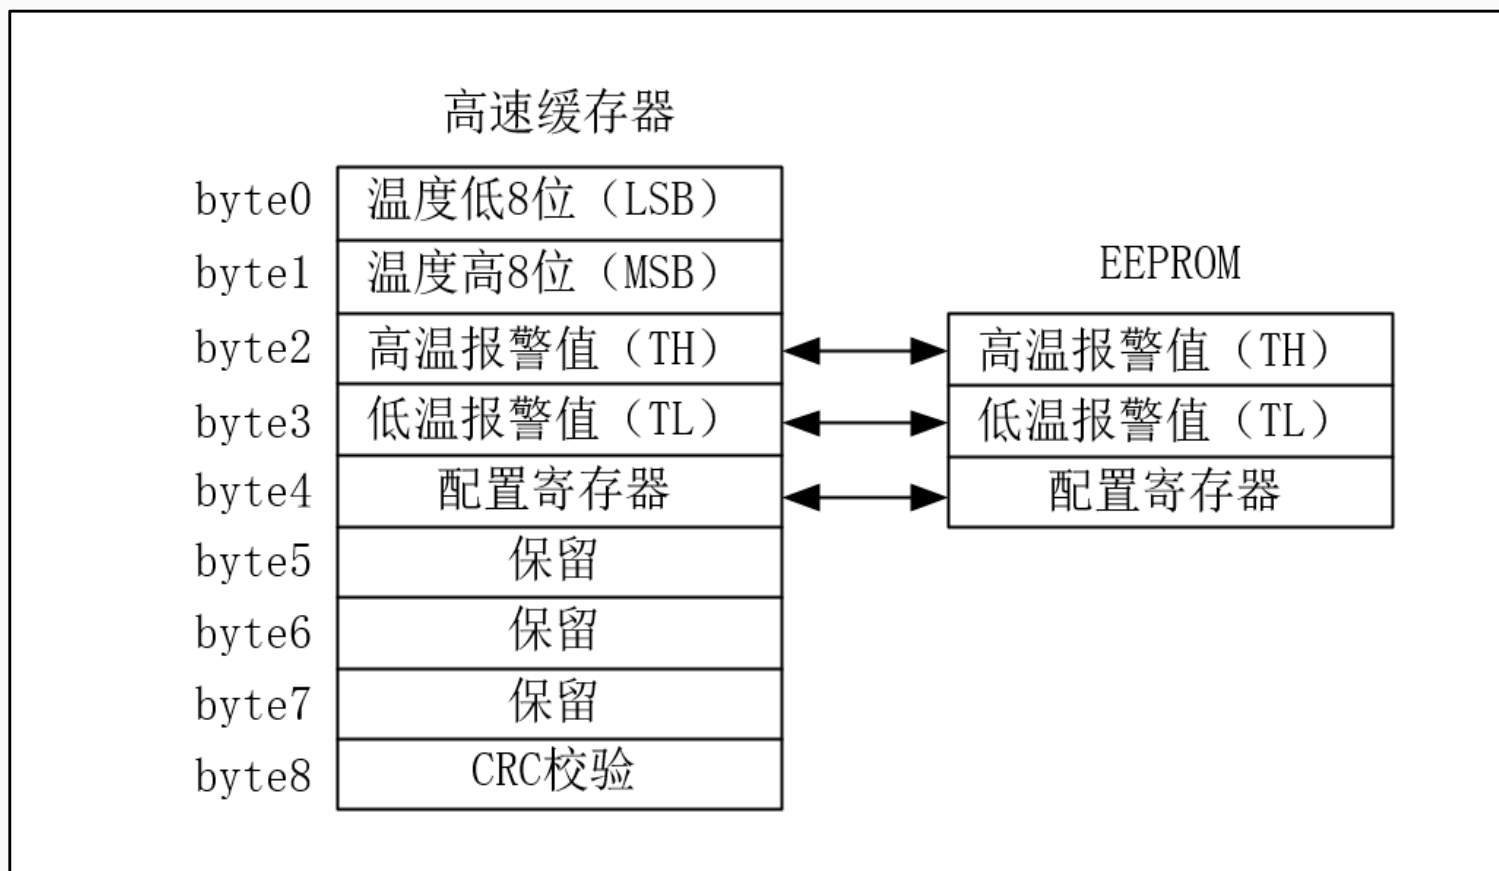 高速缓存器
byte0 温度低8位（LSB）
byte1 温度高8位（MSB）
EEPROM
byte2 高温报警值（TH） 高温报警值（TH）
byte3 低温报警值（TL） 低温报警值（TL）
byte4 配置寄存器 配置寄存器
byte5 保留
byte6 保留
byte7 保留
byte8 CRC校验